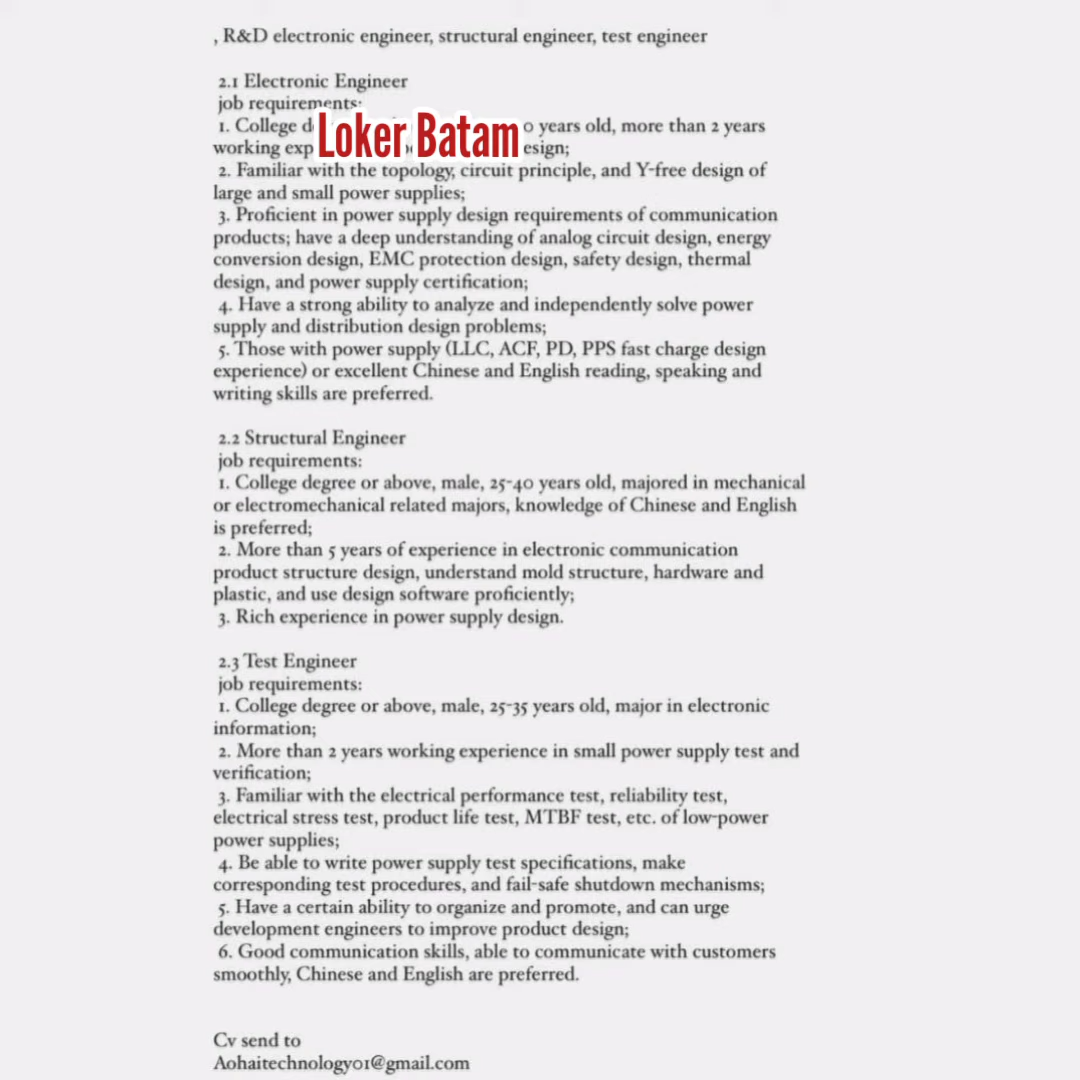 , R&D electronic engineer, structural engineer, test engineer
2.1 Electronic Engineer
job requirements:
1. College
Loker Batam
years old, more than 2 years
working
2. Familiar with the topology, circuit principle, and Y-free design of
large and small power supplies;
3. Proficient in power supply design requirements of communication
products; have a deep understanding of analog circuit design, energy
conversion design, EMC protection design, safety design, thermal
design, and power supply certification;
4. Have a strong ability to analyze and independently solve power
supply and distribution design problems;
5. Those with power supply (LLC, ACF, PD, PPS fast charge design
experience) or excellent Chinese and English reading, speaking and
writing skills are preferred.
2.2 Structural Engineer
job requirements:
1. College degree or above, male, 25-40 years old, majored in mechanical
or electromechanical related majors, knowledge of Chinese and English
is preferred;
2. More than 5 years of experience in electronic communication
product structure design, understand mold structure, hardware and
plastic, and use design software proficiently;
3. Rich experience in power supply design.
2.3 Test Engineer
job requirements:
1. College degree or above, male, 25-35 years old, major in electronic
information;
2. More than 2 years working experience in small power supply test and
verification;
3. Familiar with the electrical performance test, reliability test,
electrical stress test, product life test, MTBF test, etc. of low-power
power supplies;
4. Be able to write power supply test specifications, make
corresponding test procedures, and fail-safe shutdown mechanisms;
5. Have a certain ability to organize and promote, and can urge
development engineers to improve product design;
6. Good communication skills, able to communicate with customers
smoothly, Chinese and English are preferred.
Cv send to
Aohaitechnology01@gmail.com